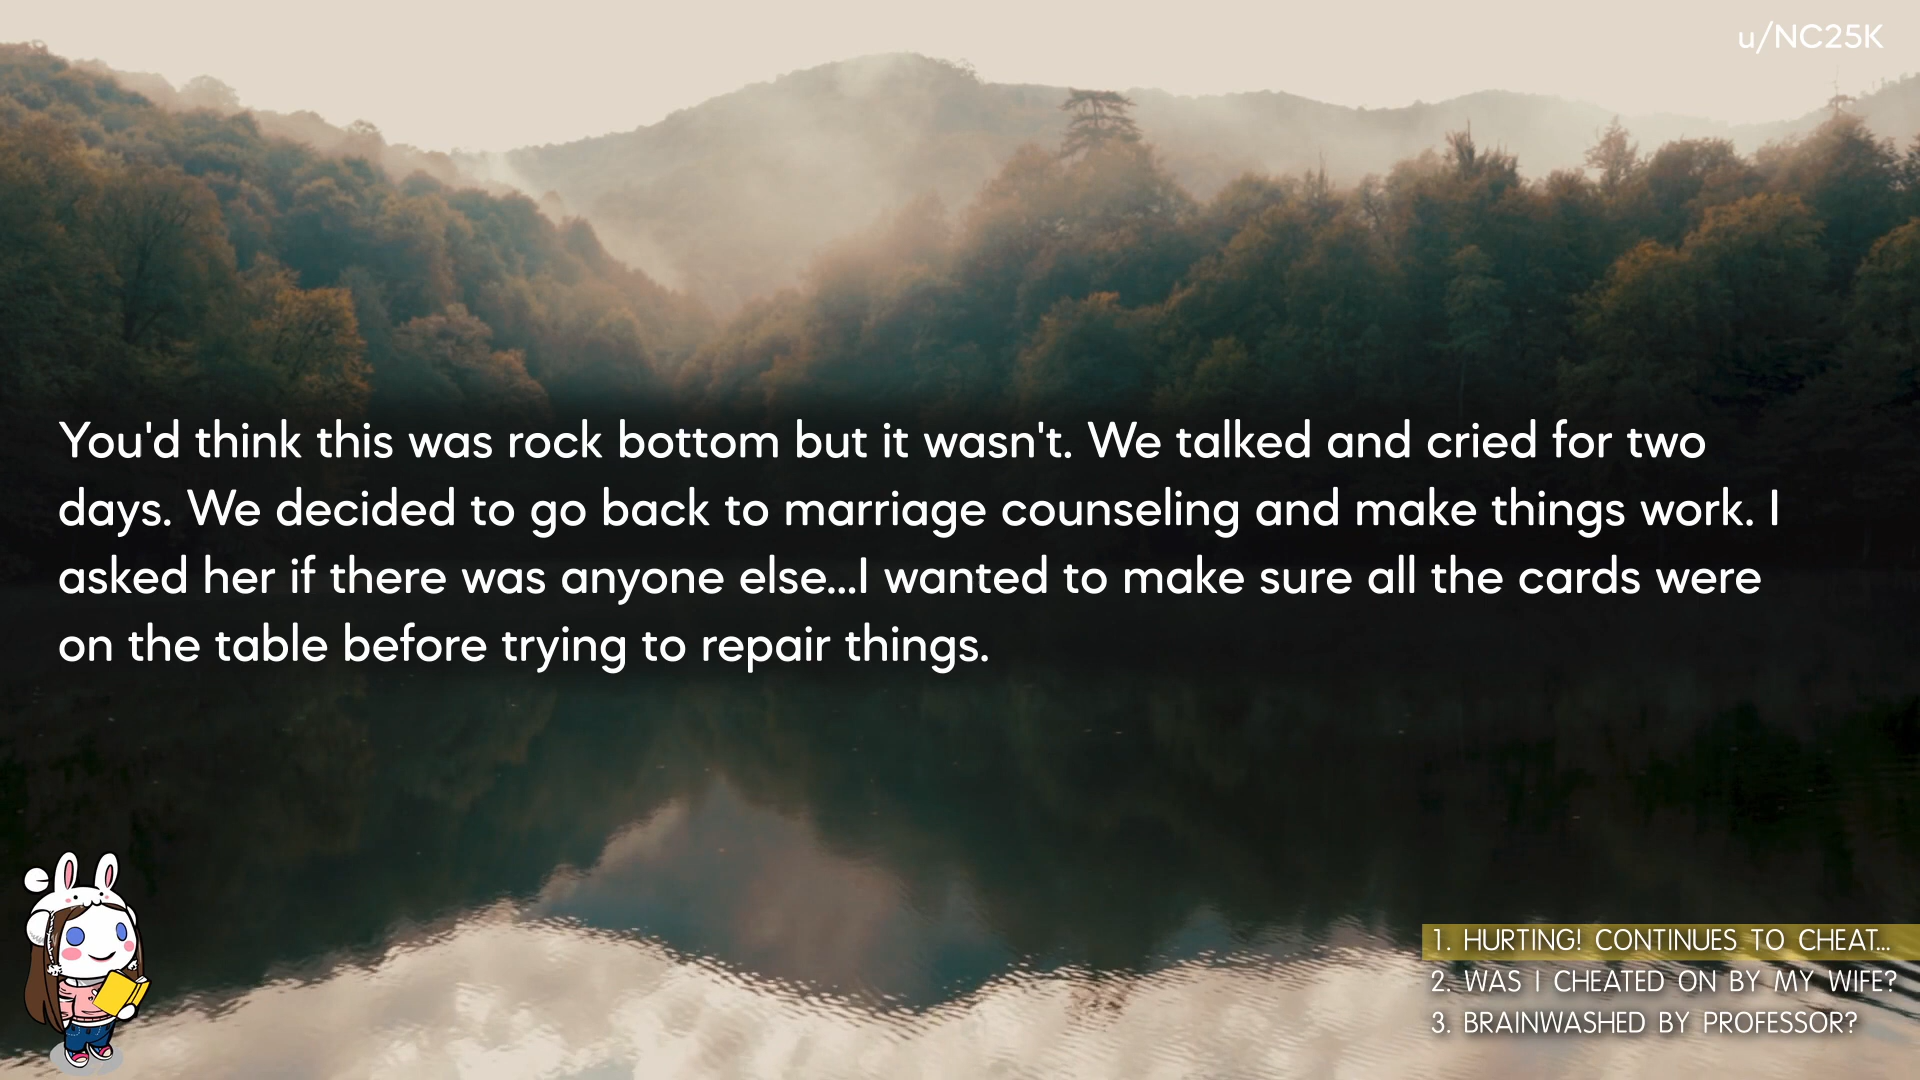 u/NC25K
You'd think this was rock bottom but it wasn't. We talked and cried for two
days. We decided to go back to marriage counseling and make things work. I
asked her if there was anyone else...I wanted to make sure all the cards were
on the table before trying to repair things.
1. HURTING! CONTINUES TO CHEAT...
2. WAS I CHEATED ON BY MY WIFE?
3. BRAINWASHED BY PROFESSOR?